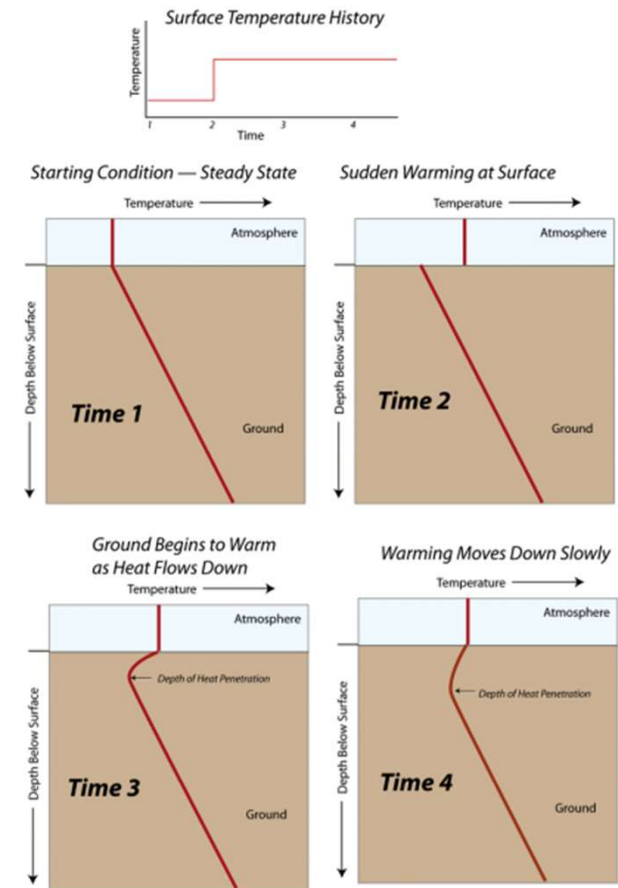 Surface Temperature History
Temperature
1 2 3 4
Time
Starting Condition — Steady State
Temperature
Atmosphere
Depth Below Surface
Time 1
Ground
Sudden Warming at Surface
Temperature
Atmosphere
Depth Below Surface
Time 2
Ground
Ground Begins to Warm
as Heat Flows Down
Temperature
Atmosphere
Depth of Heat Penetration
Depth Below Surface
Time 3
Ground
Warming Moves Down Slowly
Temperature
Atmosphere
Depth of Heat Penetration
Depth Below Surface
Time 4
Ground